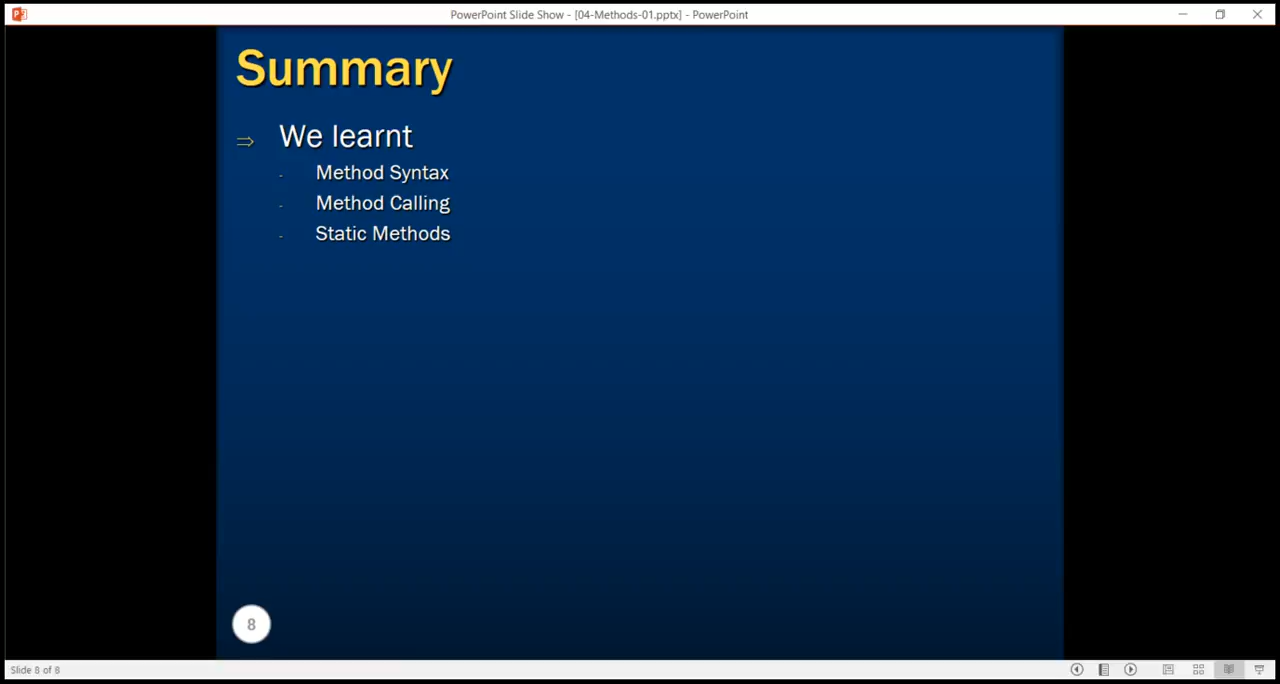 PowerPoint Slide Show - [04-Methods-01.pptx] - PowerPoint
Summary
⇒ We learnt
- Method Syntax
- Method Calling
- Static Methods
8
Slide 8 of 8